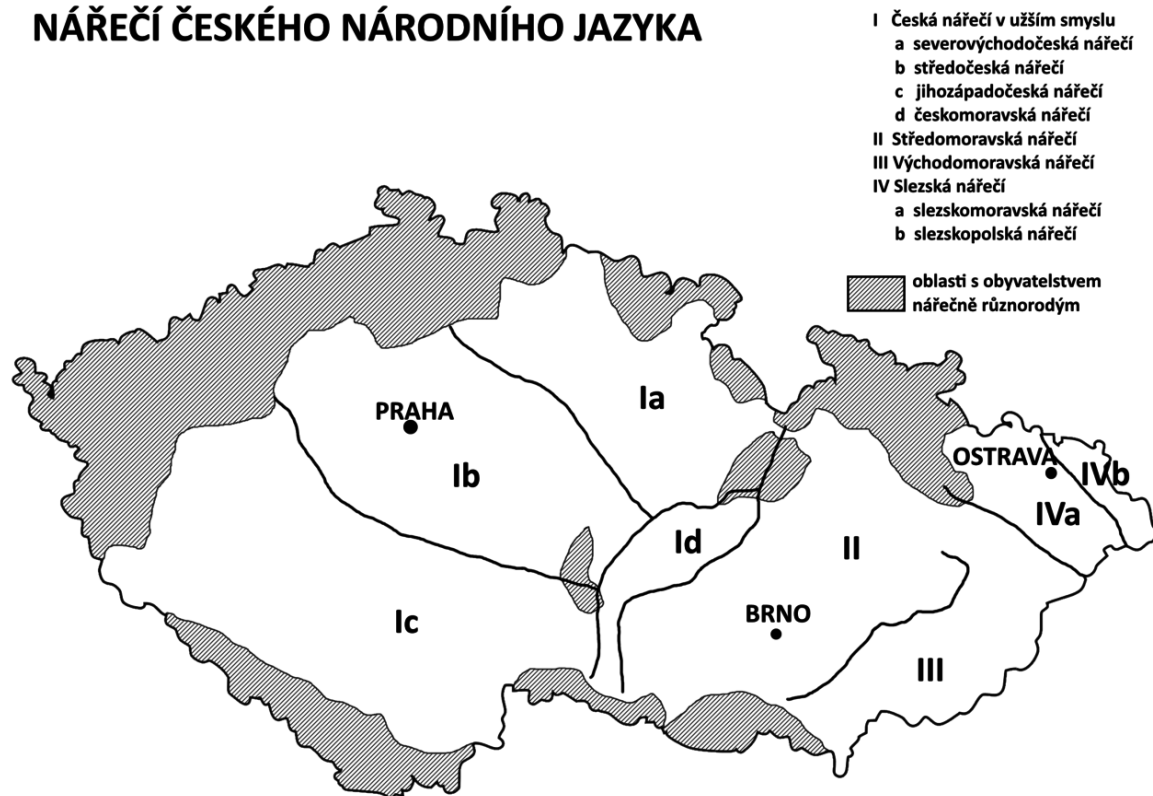 NÁŘEČÍ ČESKÉHO NÁRODNÍHO JAZYKA
I Česká nářečí v užším smyslu
a severovýchodočeská nářečí
b středočeská nářečí
c jihozápadočeská nářečí
d českomoravská nářečí
II Středomoravská nářečí
III Východomoravská nářečí
IV Slezská nářečí
a slezskomoravská nářečí
b slezskopolská nářečí
oblasti s obyvatelstvem
nářečně různorodým
Ia
PRAHA
Ib
OSTRAVA
IVb
IVa
Id
II
Ic
BRNO
III